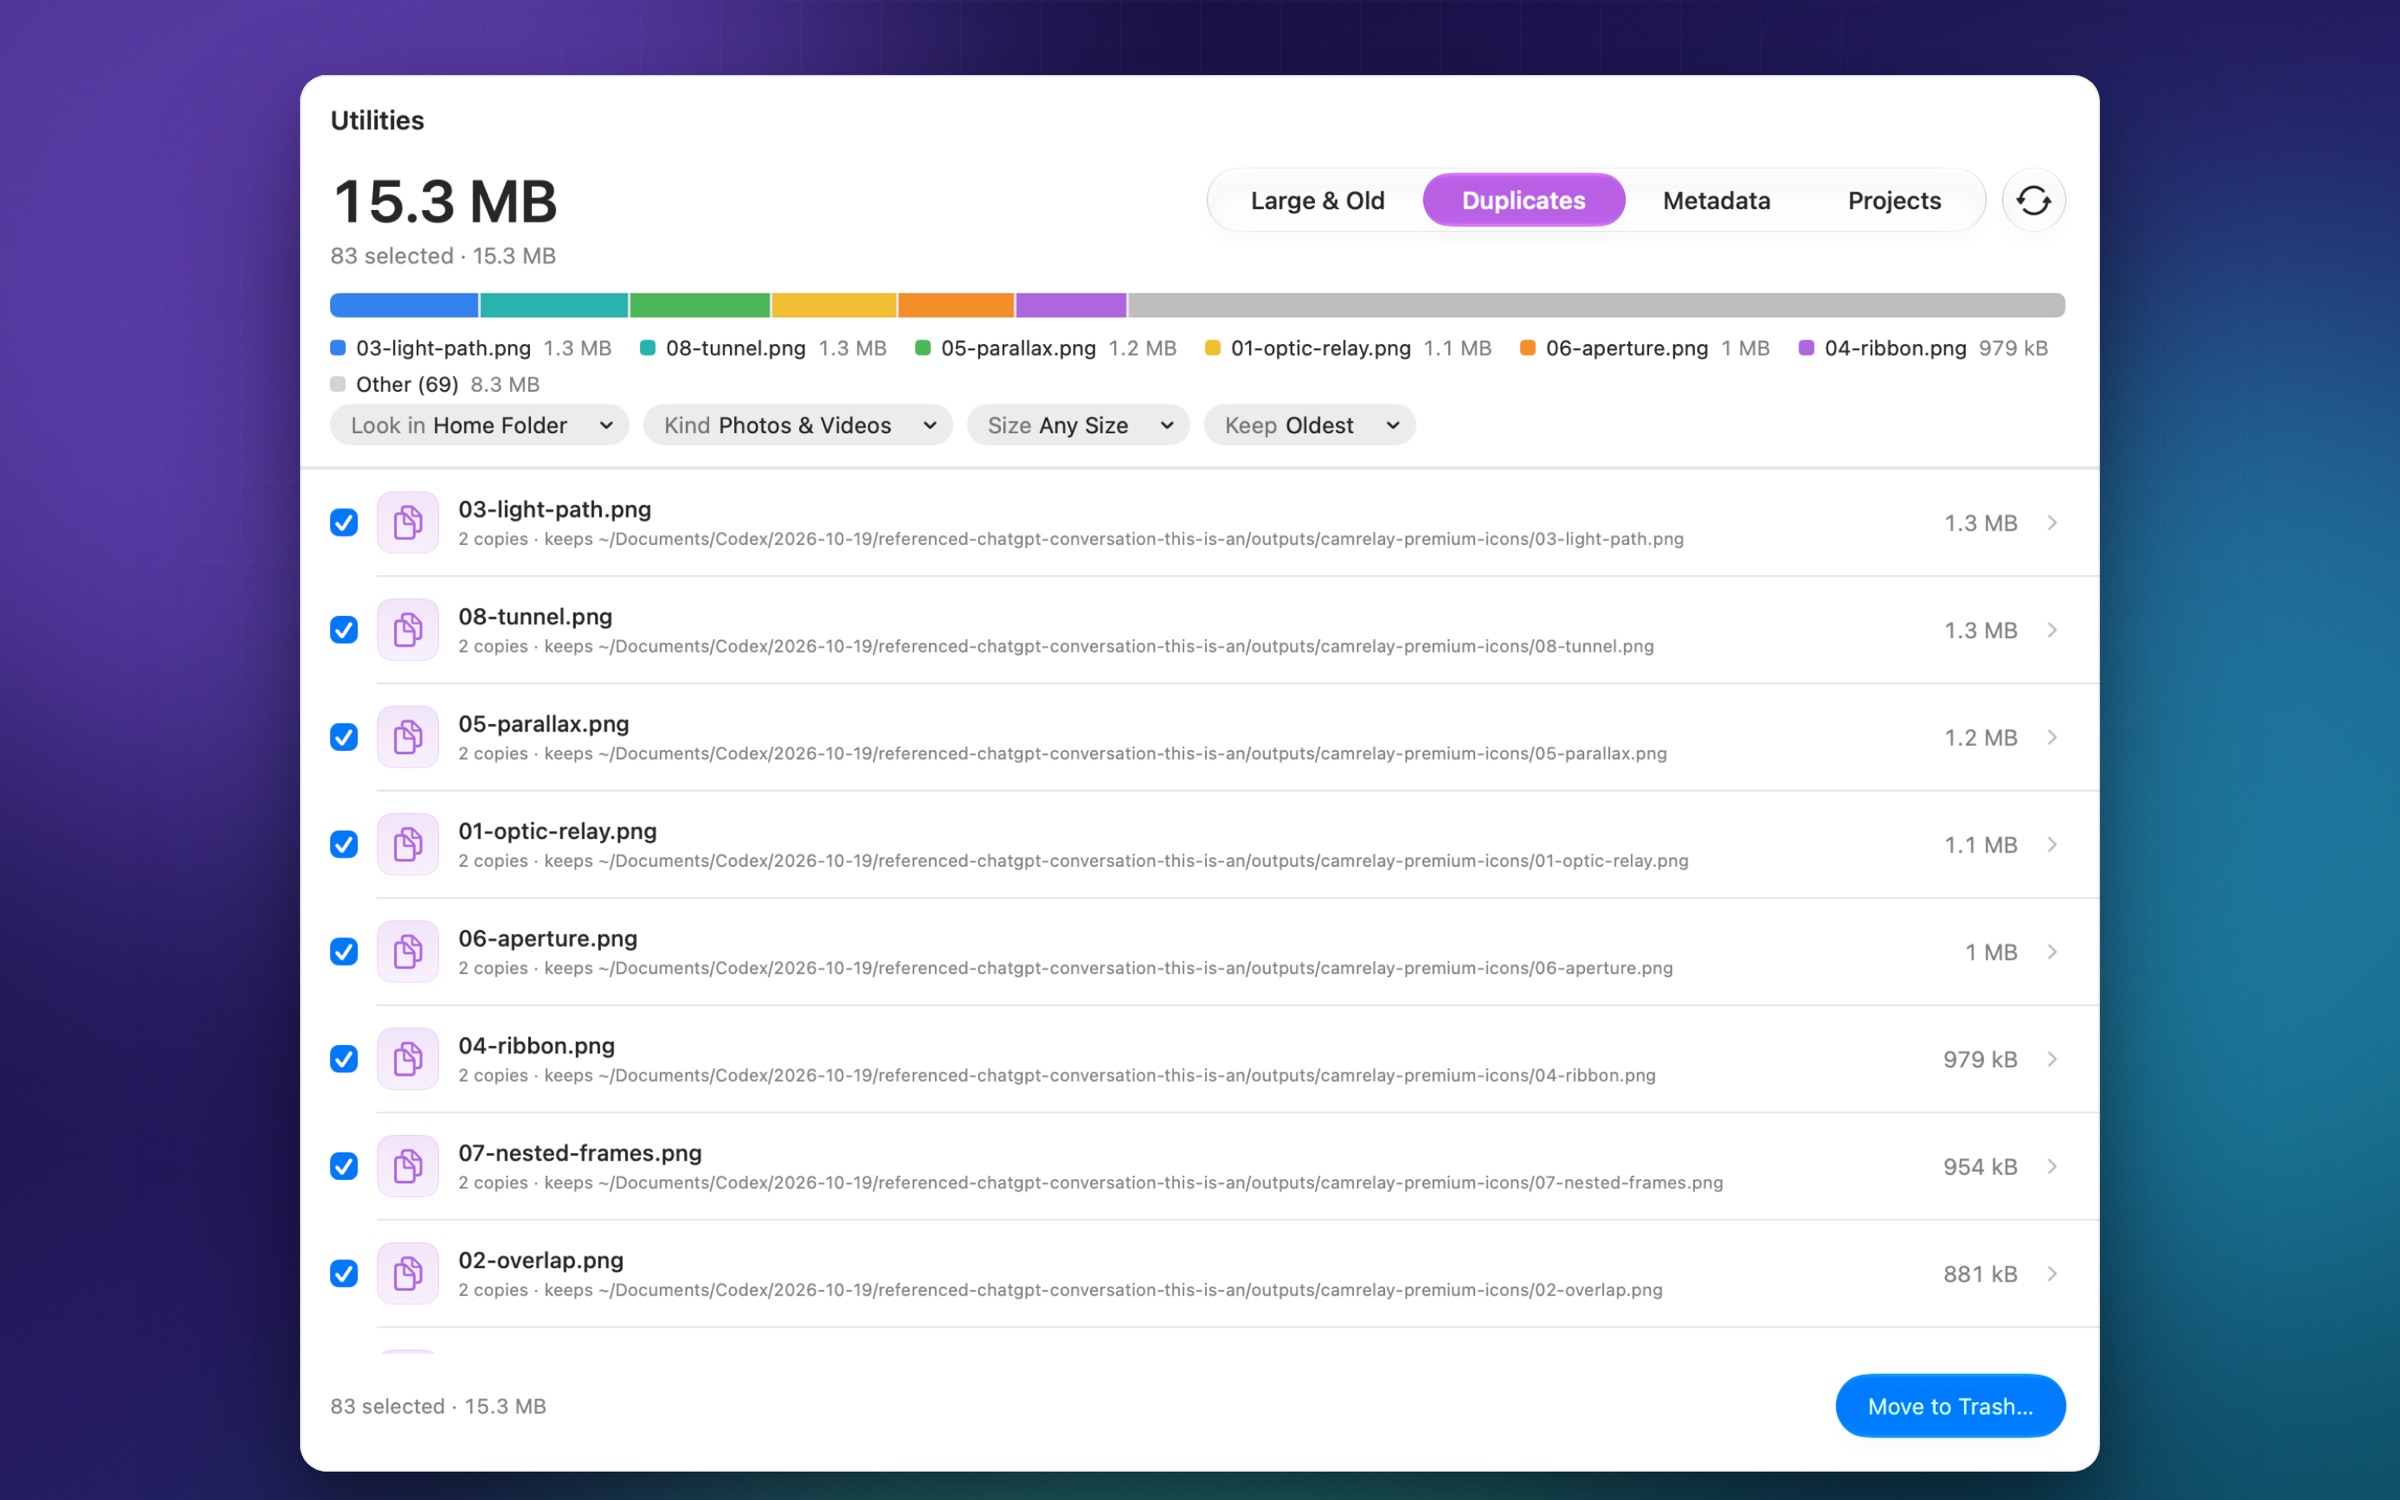 Utilities
15.3 MB
Large & Old Duplicates Metadata Projects
83 selected · 15.3 MB
03-light-path.png 1.3 MB 08-tunnel.png 1.3 MB 05-parallax.png 1.2 MB 01-optic-relay.png 1.1 MB 06-aperture.png 1 MB 04-ribbon.png 979 kB
Other (69) 8.3 MB
Look in Home Folder Kind Photos & Videos Size Any Size Keep Oldest
03-light-path.png
2 copies · keeps ~/Documents/Codex/2026-10-19/referenced-chatgpt-conversation-this-is-an/outputs/camrelay-premium-icons/03-light-path.png
1.3 MB
08-tunnel.png
2 copies · keeps ~/Documents/Codex/2026-10-19/referenced-chatgpt-conversation-this-is-an/outputs/camrelay-premium-icons/08-tunnel.png
1.3 MB
05-parallax.png
2 copies · keeps ~/Documents/Codex/2026-10-19/referenced-chatgpt-conversation-this-is-an/outputs/camrelay-premium-icons/05-parallax.png
1.2 MB
01-optic-relay.png
2 copies · keeps ~/Documents/Codex/2026-10-19/referenced-chatgpt-conversation-this-is-an/outputs/camrelay-premium-icons/01-optic-relay.png
1.1 MB
06-aperture.png
2 copies · keeps ~/Documents/Codex/2026-10-19/referenced-chatgpt-conversation-this-is-an/outputs/camrelay-premium-icons/06-aperture.png
1 MB
04-ribbon.png
2 copies · keeps ~/Documents/Codex/2026-10-19/referenced-chatgpt-conversation-this-is-an/outputs/camrelay-premium-icons/04-ribbon.png
979 kB
07-nested-frames.png
2 copies · keeps ~/Documents/Codex/2026-10-19/referenced-chatgpt-conversation-this-is-an/outputs/camrelay-premium-icons/07-nested-frames.png
954 kB
02-overlap.png
2 copies · keeps ~/Documents/Codex/2026-10-19/referenced-chatgpt-conversation-this-is-an/outputs/camrelay-premium-icons/02-overlap.png
881 kB
83 selected · 15.3 MB
Move to Trash...